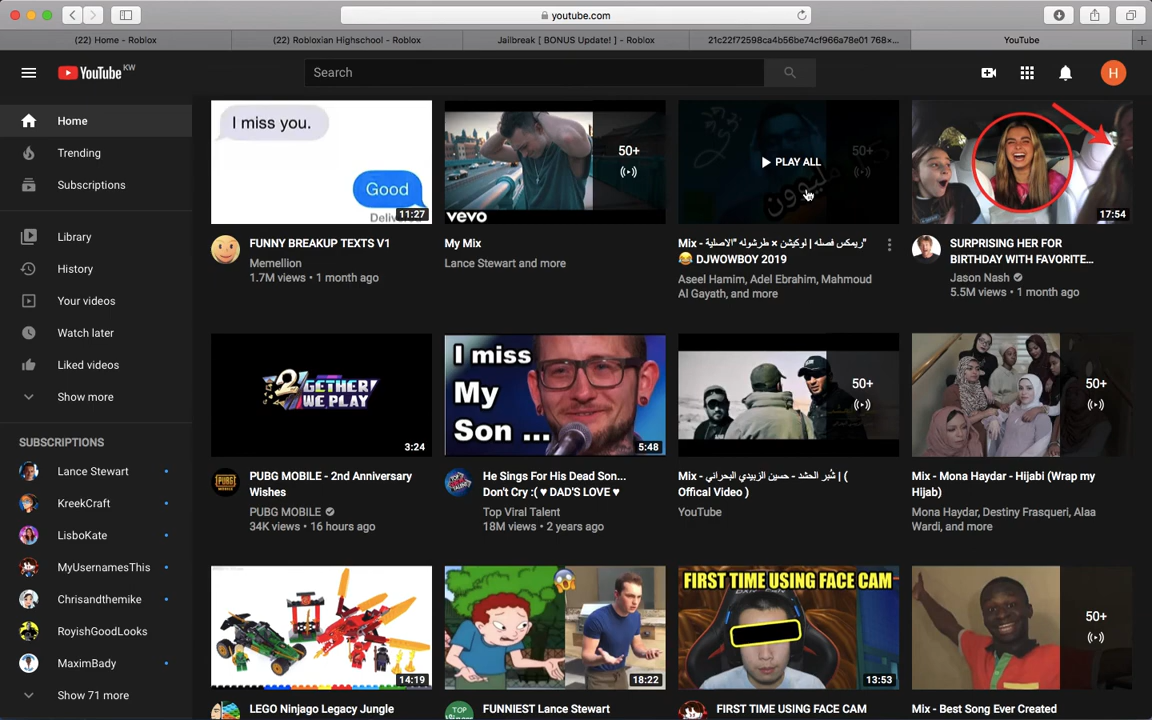 youtube.com
(22) Home - Roblox
(22) Robloxian Highschool - Roblox
Jailbreak [ BONUS Update! ] - Roblox
21c22f72598ca4b56be74cf966a78e01 768×...
YouTube
YouTube KW
Search
H
Home
Trending
Subscriptions
Library
History
Your videos
Watch later
Liked videos
Show more
SUBSCRIPTIONS
Lance Stewart
KreekCraft
LisboKate
MyUsernamesThis
Chrisandthemike
RoyishGoodLooks
MaximBady
Show 71 more
I miss you.
Good
11:27
FUNNY BREAKUP TEXTS V1
Memellion
1.7M views • 1 month ago
50+
vevo
My Mix
Lance Stewart and more
PLAY ALL
50+
مليوون
Mix - ريمكس فصله | لوكيشن × طرشوله "الاصلية"
😂 DJWOWBOY 2019
Aseel Hamim, Adel Ebrahim, Mahmoud
Al Gayath, and more
17:54
SURPRISING HER FOR
BIRTHDAY WITH FAVORITE...
Jason Nash
5.5M views • 1 month ago
2GETHER
WE PLAY
3:24
PUBG
PUBG MOBILE - 2nd Anniversary
Wishes
PUBG MOBILE
34K views • 16 hours ago
I miss
My
Son ...
5:48
He Sings For His Dead Son...
Don't Cry :( ♥ DAD'S LOVE ♥
Top Viral Talent
18M views • 2 years ago
50+
Mix - شُبر الحشد - حسين الزبيدي البحراني | (
Offical Video )
YouTube
50+
Mix - Mona Haydar - Hijabi (Wrap my
Hijab)
Mona Haydar, Destiny Frasqueri, Alaa
Wardi, and more
14:19
LEGO Ninjago Legacy Jungle
18:22
TOP
FUNNIEST Lance Stewart
FIRST TIME USING FACE CAM
13:53
FIRST TIME USING FACE CAM
50+
Mix - Best Song Ever Created